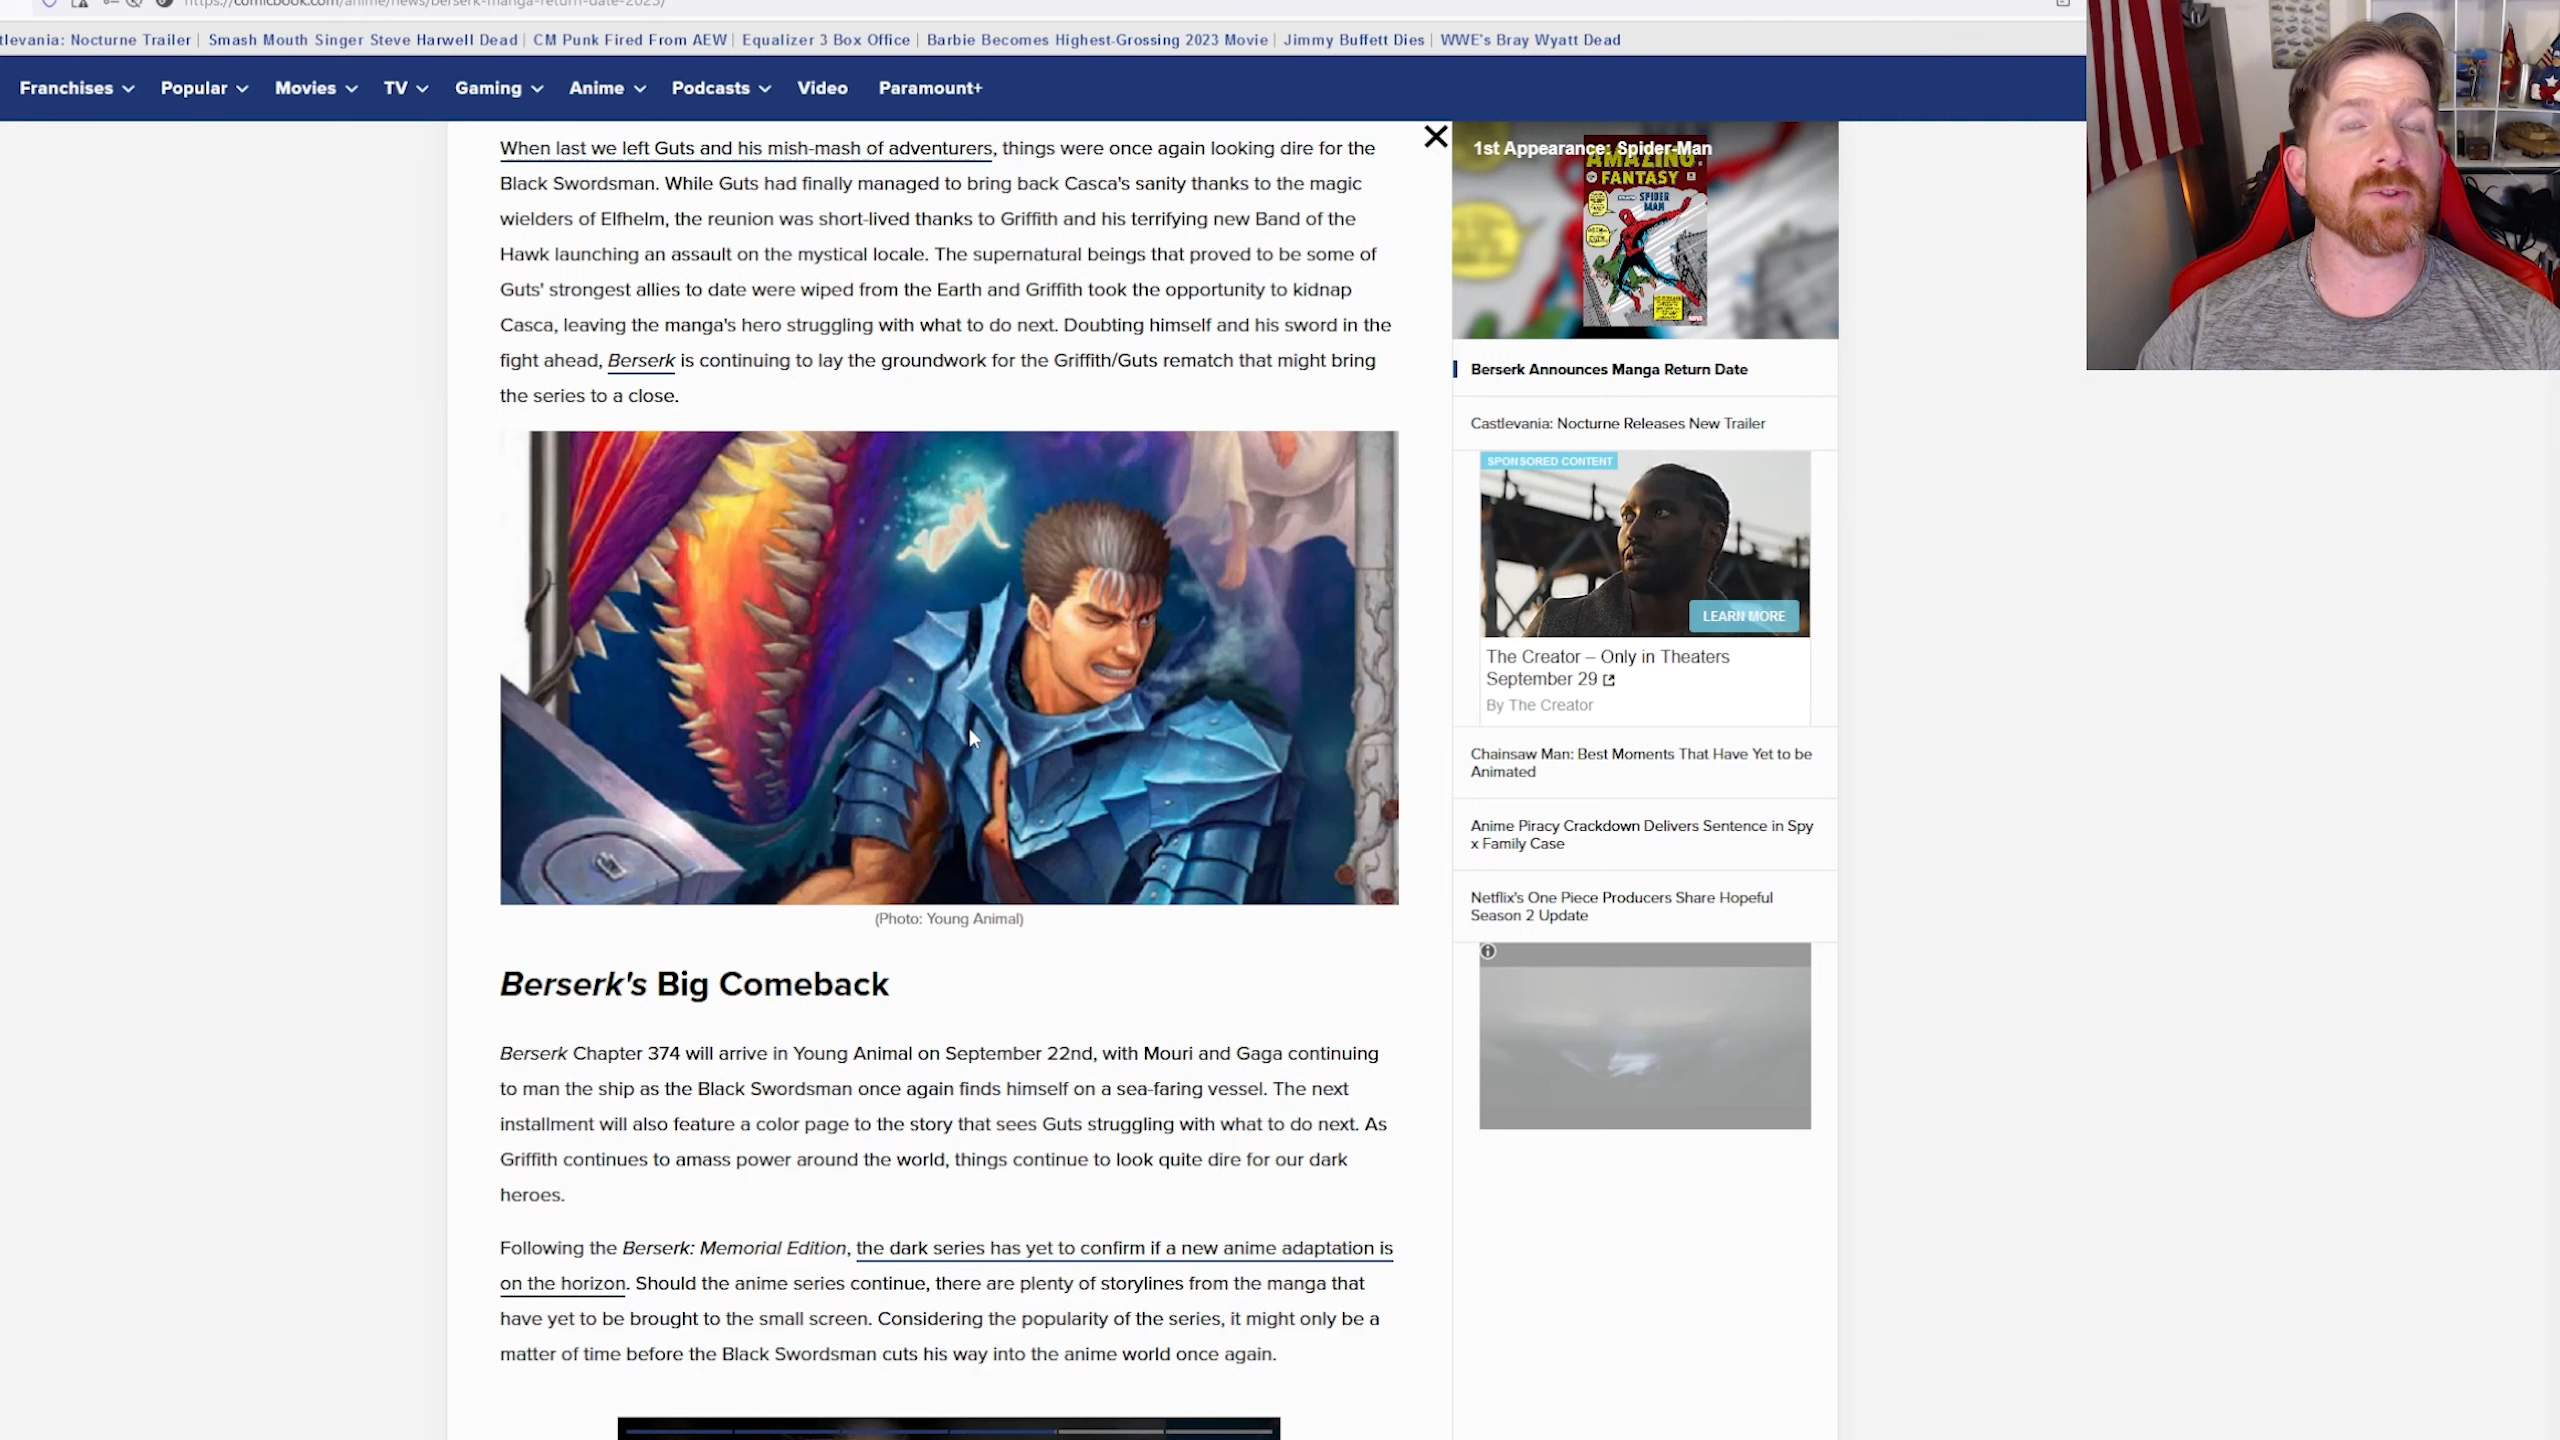 https://comicbook.com/anime/news/berserk-manga-return-date-2023/
tlevania: Nocturne Trailer | Smash Mouth Singer Steve Harwell Dead | CM Punk Fired From AEW | Equalizer 3 Box Office | Barbie Becomes Highest-Grossing 2023 Movie | Jimmy Buffett Dies | WWE's Bray Wyatt Dead
Franchises Popular Movies TV Gaming Anime Podcasts Video Paramount+
When last we left Guts and his mish-mash of adventurers, things were once again looking dire for the
Black Swordsman. While Guts had finally managed to bring back Casca's sanity thanks to the magic
wielders of Elfhelm, the reunion was short-lived thanks to Griffith and his terrifying new Band of the
Hawk launching an assault on the mystical locale. The supernatural beings that proved to be some of
Guts' strongest allies to date were wiped from the Earth and Griffith took the opportunity to kidnap
Casca, leaving the manga's hero struggling with what to do next. Doubting himself and his sword in the
fight ahead, Berserk is continuing to lay the groundwork for the Griffith/Guts rematch that might bring
the series to a close.
(Photo: Young Animal)
Berserk's Big Comeback
Berserk Chapter 374 will arrive in Young Animal on September 22nd, with Mouri and Gaga continuing
to man the ship as the Black Swordsman once again finds himself on a sea-faring vessel. The next
installment will also feature a color page to the story that sees Guts struggling with what to do next. As
Griffith continues to amass power around the world, things continue to look quite dire for our dark
heroes.
Following the Berserk: Memorial Edition, the dark series has yet to confirm if a new anime adaptation is
on the horizon. Should the anime series continue, there are plenty of storylines from the manga that
have yet to be brought to the small screen. Considering the popularity of the series, it might only be a
matter of time before the Black Swordsman cuts his way into the anime world once again.
1st Appearance: Spider-Man
AMAZING
FANTASY
SPIDER
MAN
Berserk Announces Manga Return Date
Castlevania: Nocturne Releases New Trailer
SPONSORED CONTENT
LEARN MORE
The Creator – Only in Theaters
September 29
By The Creator
Chainsaw Man: Best Moments That Have Yet to be
Animated
Anime Piracy Crackdown Delivers Sentence in Spy
x Family Case
Netflix's One Piece Producers Share Hopeful
Season 2 Update